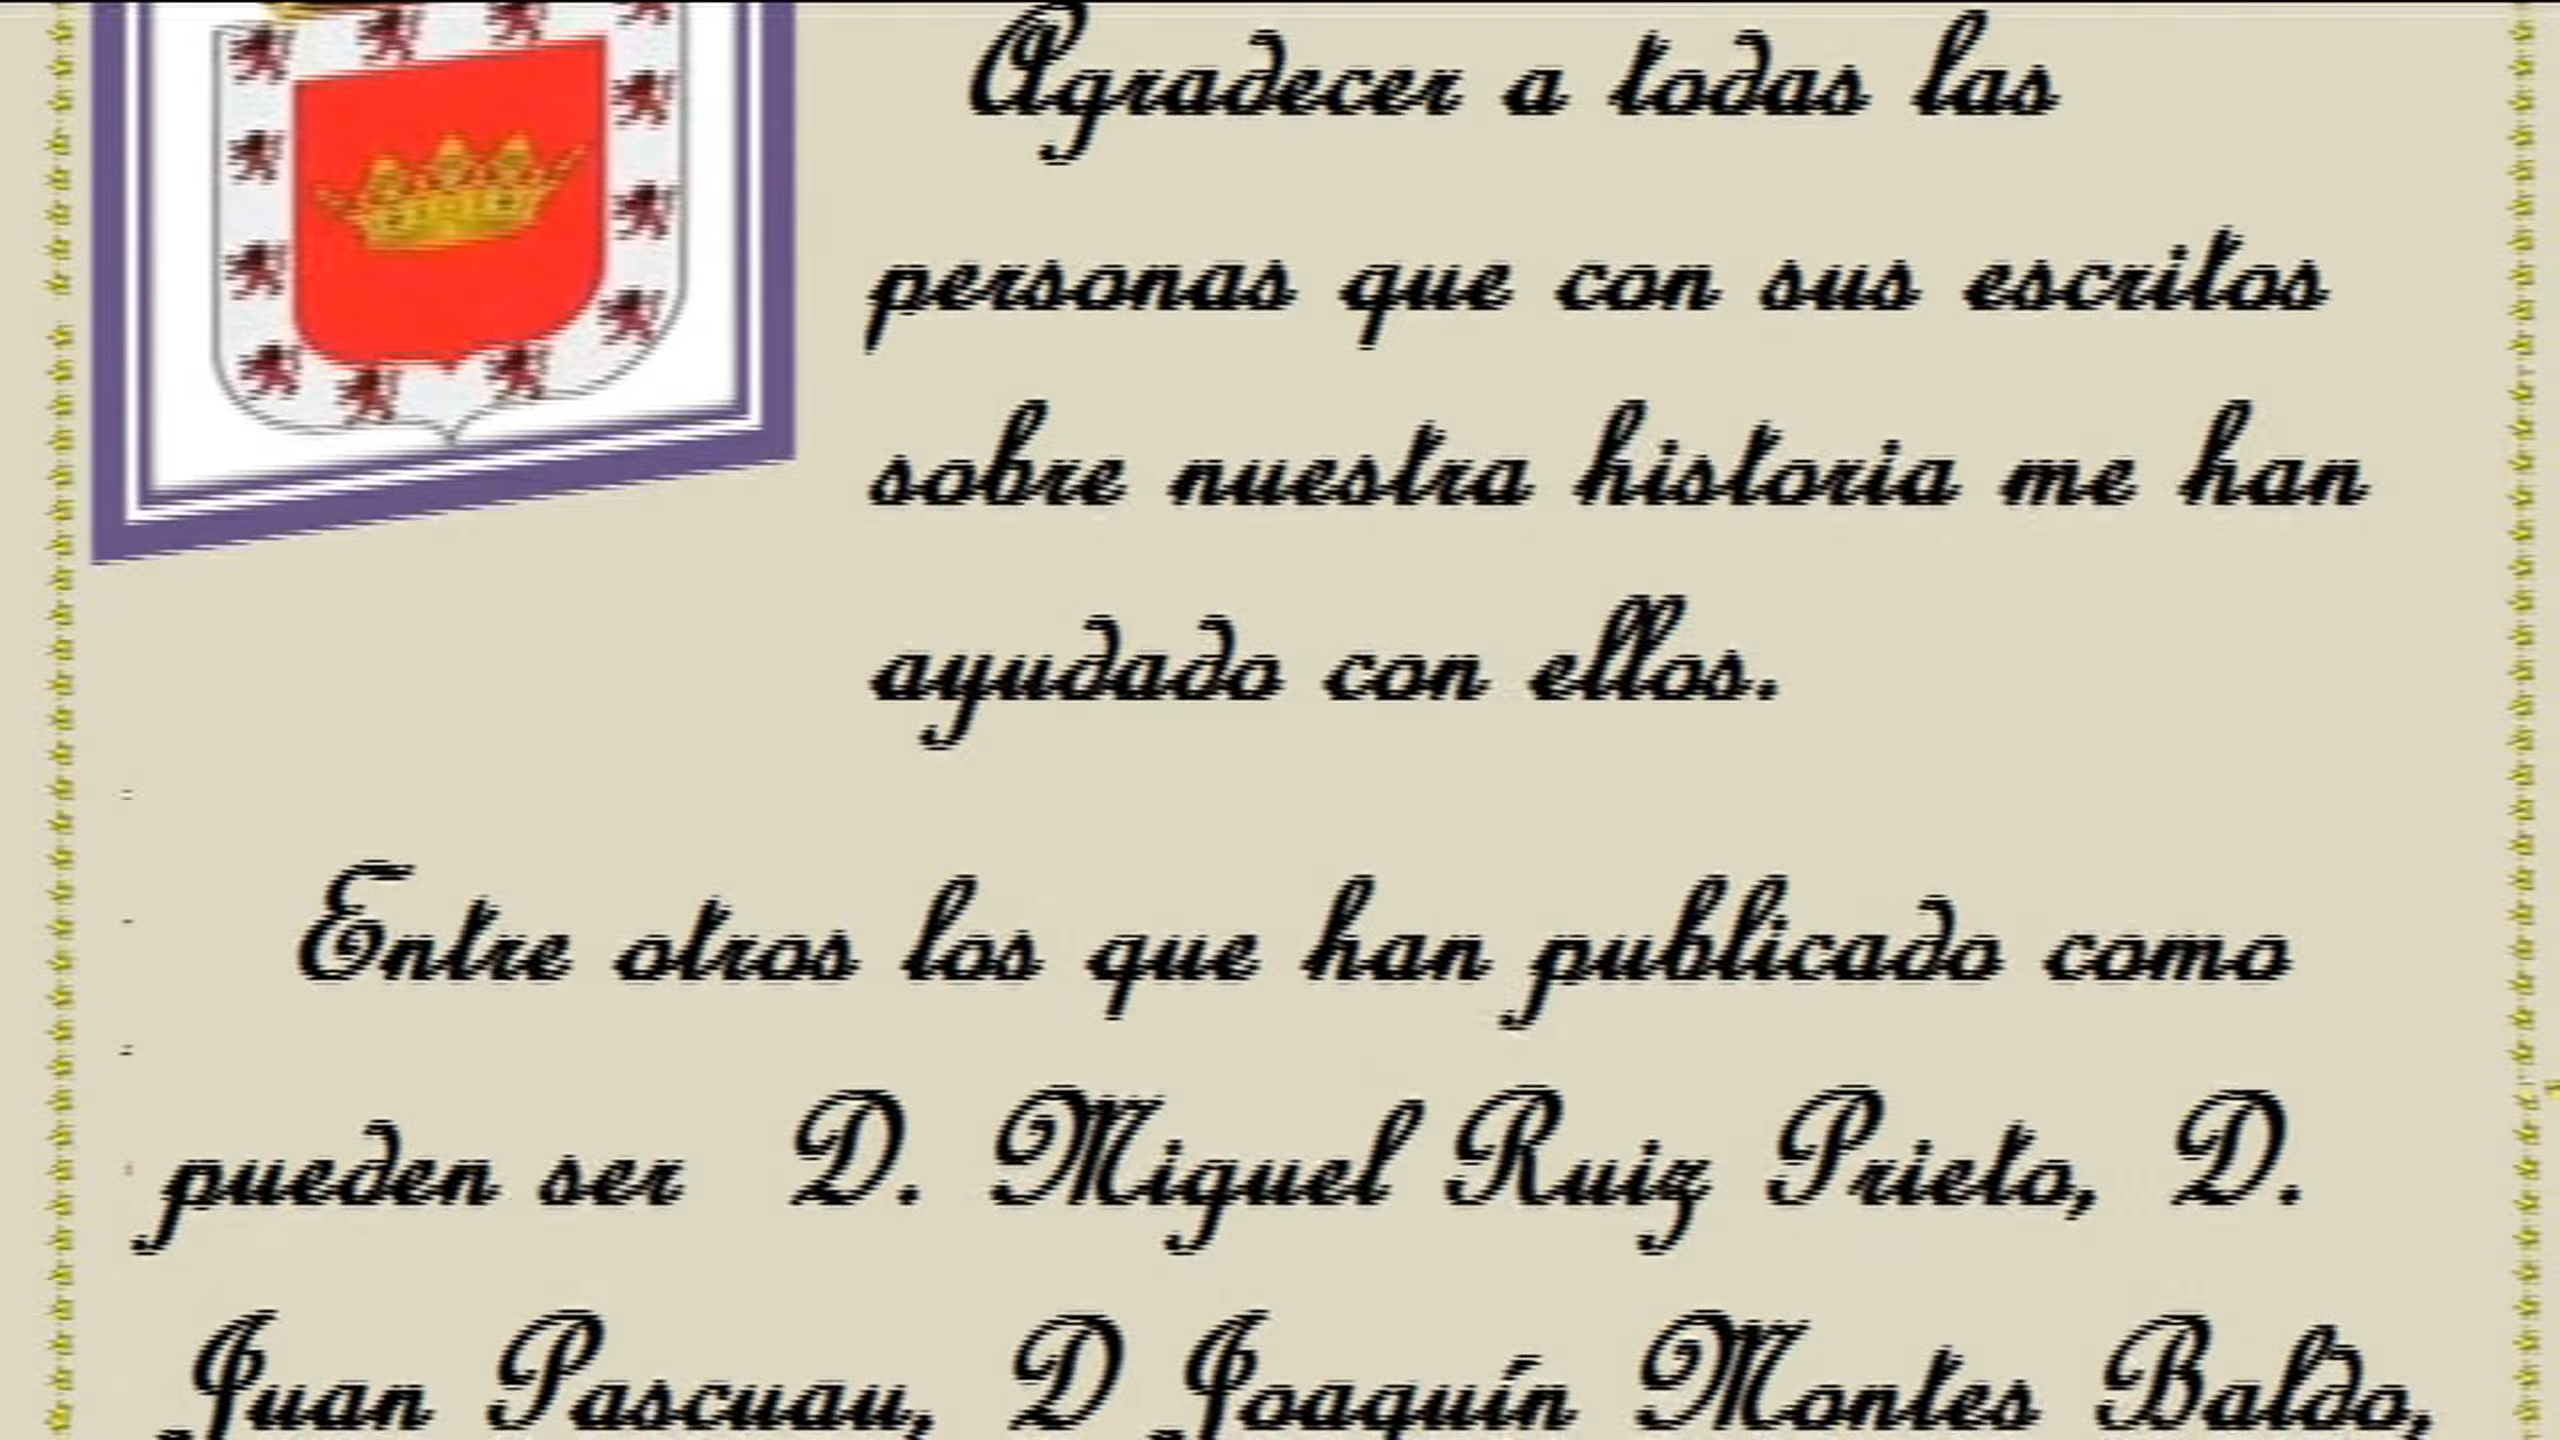 Agradecer a todas las
personas que con sus escritos
sobre nuestra historia me han
ayudado con ellos.
Entre otros los que han publicado como
pueden ser D. Miguel Ruiz Prieto, D.
Juan Pascuau, D Joaquín Montes Baldo,